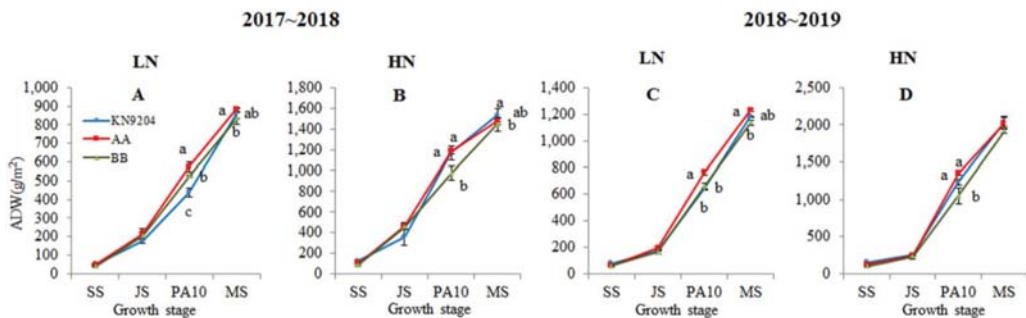 2017~2018
2018~2019
LN
HN
LN
HN
A
B
C
D
ADW(g/m²)
1,000
900
800
700
600
500
400
300
200
100
0
KN9204
AA
BB
a
b
c
a
ab
b
SS JS PA10 MS
Growth stage
1,800
1,600
1,400
1,200
1,000
800
600
400
200
0
a
a
b
a
ab
b
SS JS PA10 MS
Growth stage
1,400
1,200
1,000
800
600
400
200
0
a
b
b
a
ab
b
SS JS PA10 MS
Growth stage
2,500
2,000
1,500
1,000
500
0
a
a
b
SS JS PA10 MS
Growth stage